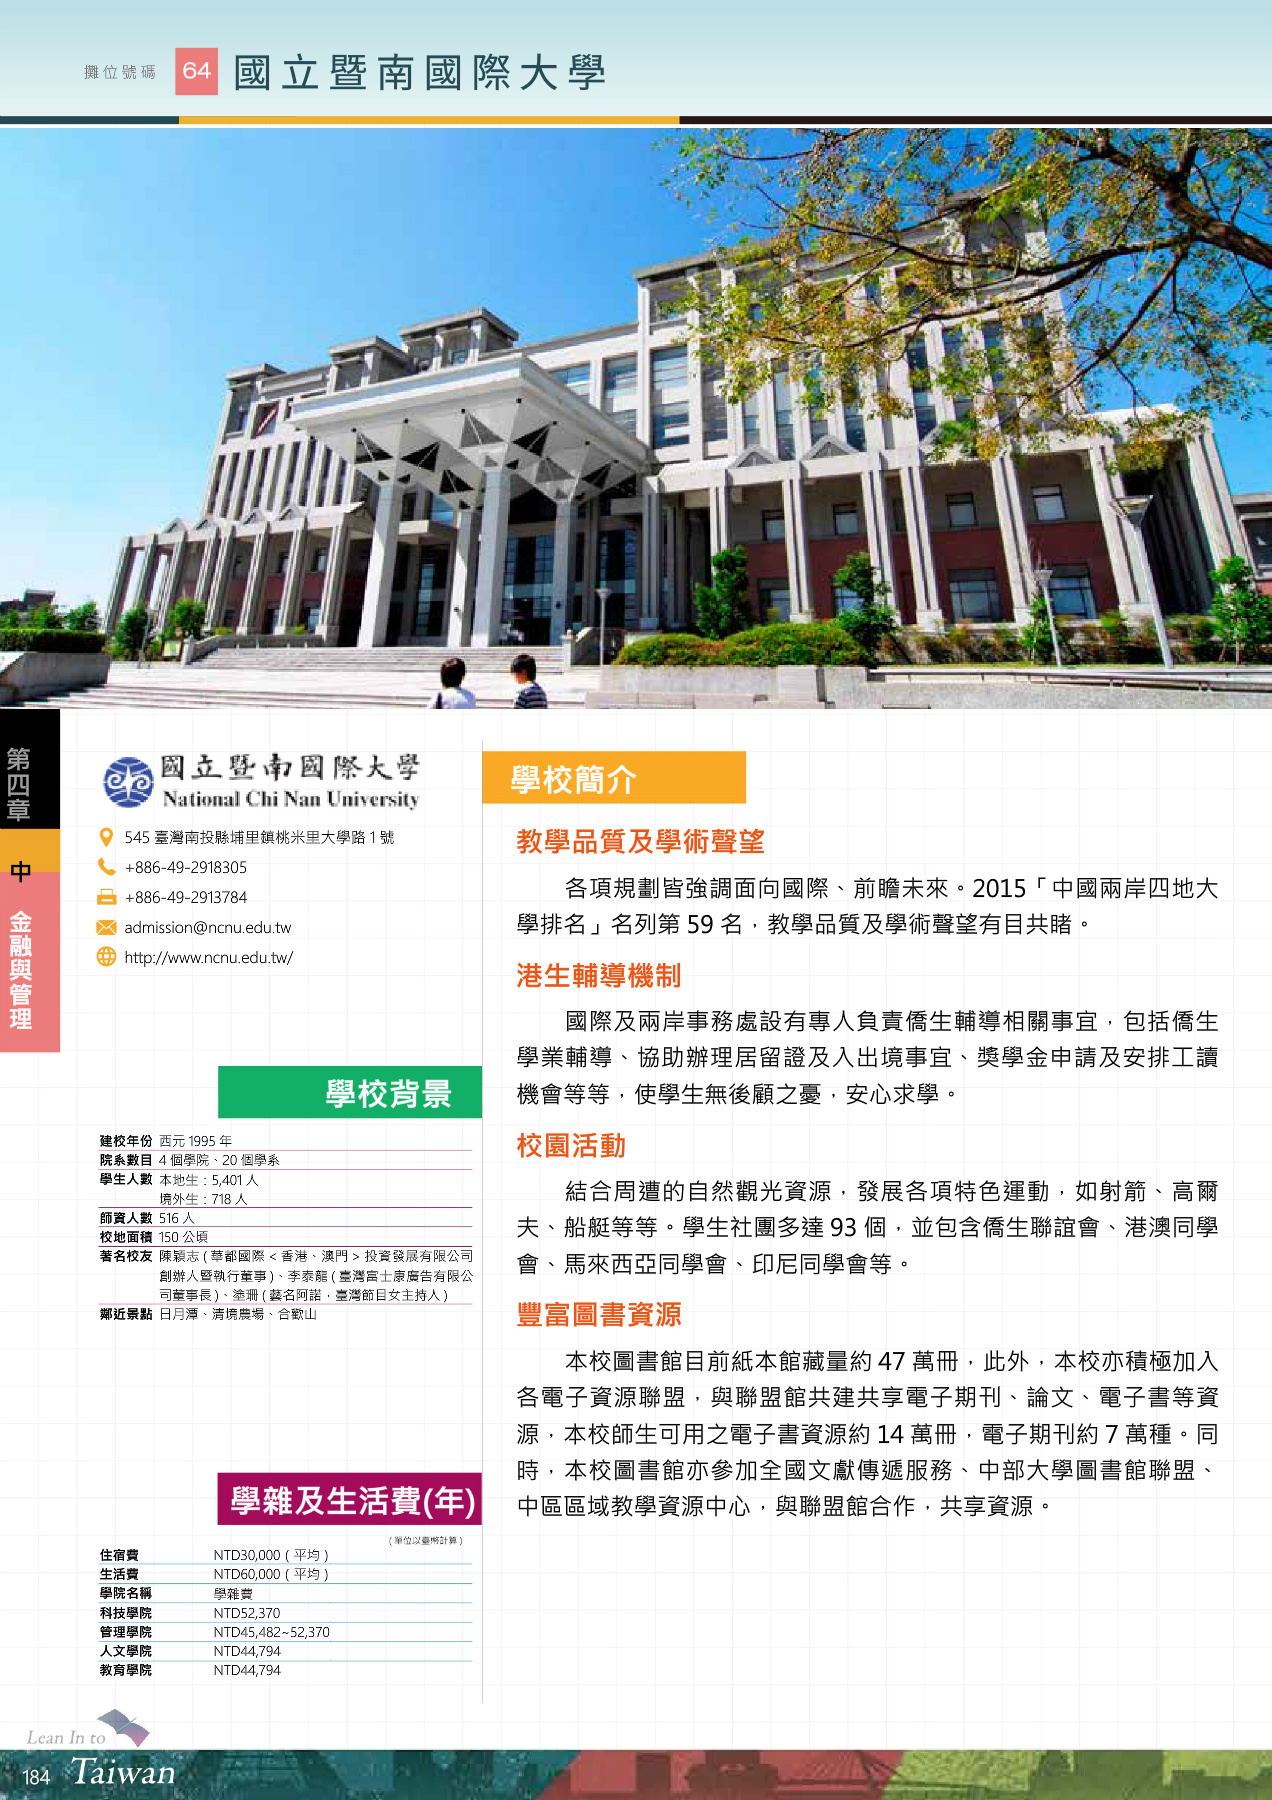 攤位號碼 64 國立暨南國際大學
第四章
中
金融與管理
國立暨南國際大學
National Chi Nan University
545 臺灣南投縣埔里鎮桃米里大學路 1 號
+886-49-2918305
+886-49-2913784
admission@ncnu.edu.tw
http://www.ncnu.edu.tw/
學校背景
建校年份 西元 1995 年
院系數目 4 個學院、20 個學系
學生人數 本地生：5,401 人
境外生：718 人
師資人數 516 人
校地面積 150 公頃
著名校友 陳穎志 ( 華都國際 < 香港、澳門 > 投資發展有限公司
創辦人暨執行董事 )、李泰龍 ( 臺灣富士康廣告有限公
司董事長 )、塗珊 ( 藝名阿諾，臺灣節目女主持人 )
鄰近景點 日月潭、清境農場、合歡山
學雜及生活費(年)
( 單位以臺幣計算 )
住宿費 NTD30,000 ( 平均 )
生活費 NTD60,000 ( 平均 )
學院名稱 學雜費
科技學院 NTD52,370
管理學院 NTD45,482~52,370
人文學院 NTD44,794
教育學院 NTD44,794
學校簡介
教學品質及學術聲望
各項規劃皆強調面向國際、前瞻未來。2015「中國兩岸四地大
學排名」名列第 59 名，教學品質及學術聲望有目共睹。
港生輔導機制
國際及兩岸事務處設有專人負責僑生輔導相關事宜，包括僑生
學業輔導、協助辦理居留證及入出境事宜、獎學金申請及安排工讀
機會等等，使學生無後顧之憂，安心求學。
校園活動
結合周遭的自然觀光資源，發展各項特色運動，如射箭、高爾
夫、船艇等等。學生社團多達 93 個，並包含僑生聯誼會、港澳同學
會、馬來西亞同學會、印尼同學會等。
豐富圖書資源
本校圖書館目前紙本館藏量約 47 萬冊，此外，本校亦積極加入
各電子資源聯盟，與聯盟館共建共享電子期刊、論文、電子書等資
源，本校師生可用之電子書資源約 14 萬冊，電子期刊約 7 萬種。同
時，本校圖書館亦參加全國文獻傳遞服務、中部大學圖書館聯盟、
中區區域教學資源中心，與聯盟館合作，共享資源。
Lean In to
184 Taiwan